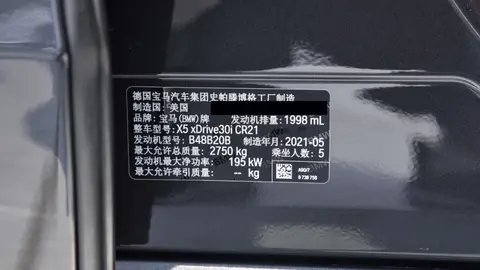 德国宝马汽车集团史帕滕博格工厂制造
制造国:美国
品牌:宝马(BMW)牌 发动机排量:1998 mL
整车型号:X5 xDrive30i CR21
发动机型号:B48B20B 制造年月:2021-05
最大允许总质量:2750 kg 乘坐人数:5
发动机最大净功率:195 kW
最大允许牵引质量:-- kg